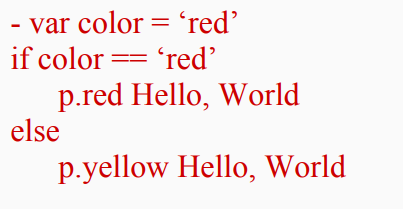 - var color = ‘red’
if color == ‘red’
p.red Hello, World
else
p.yellow Hello, World